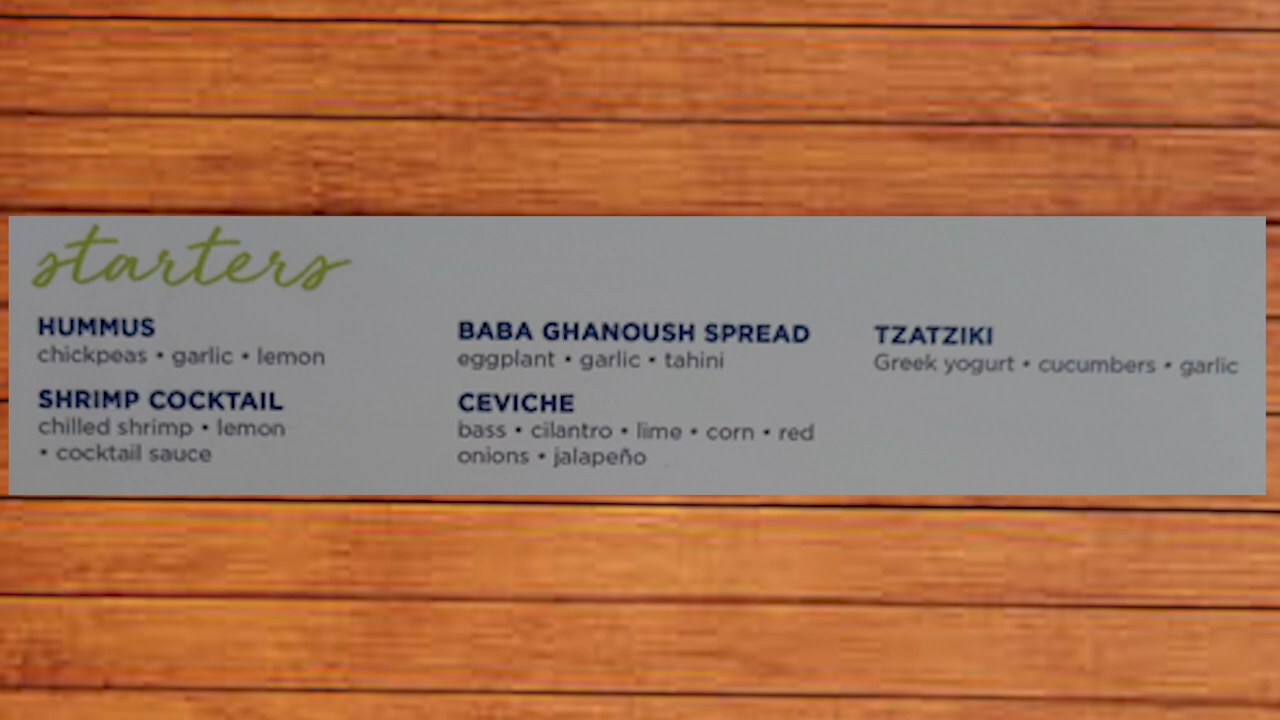 starters
HUMMUS
chickpeas • garlic • lemon
SHRIMP COCKTAIL
chilled shrimp • lemon
• cocktail sauce
BABA GHANOUSH SPREAD
eggplant • garlic • tahini
CEVICHE
bass • cilantro • lime • corn • red
onions • jalapeño
TZATZIKI
Greek yogurt • cucumbers • garlic